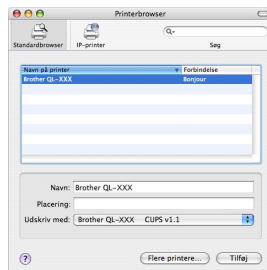 Printerbrowser
Standardbrowser IP-printer Søg
Navn på printer Forbindelse
Brother QL-XXX Bonjour
Navn: Brother QL-XXX
Placering:
Udskriv med: Brother QL-XXX CUPS v1.1
? Flere printere... Tilføj